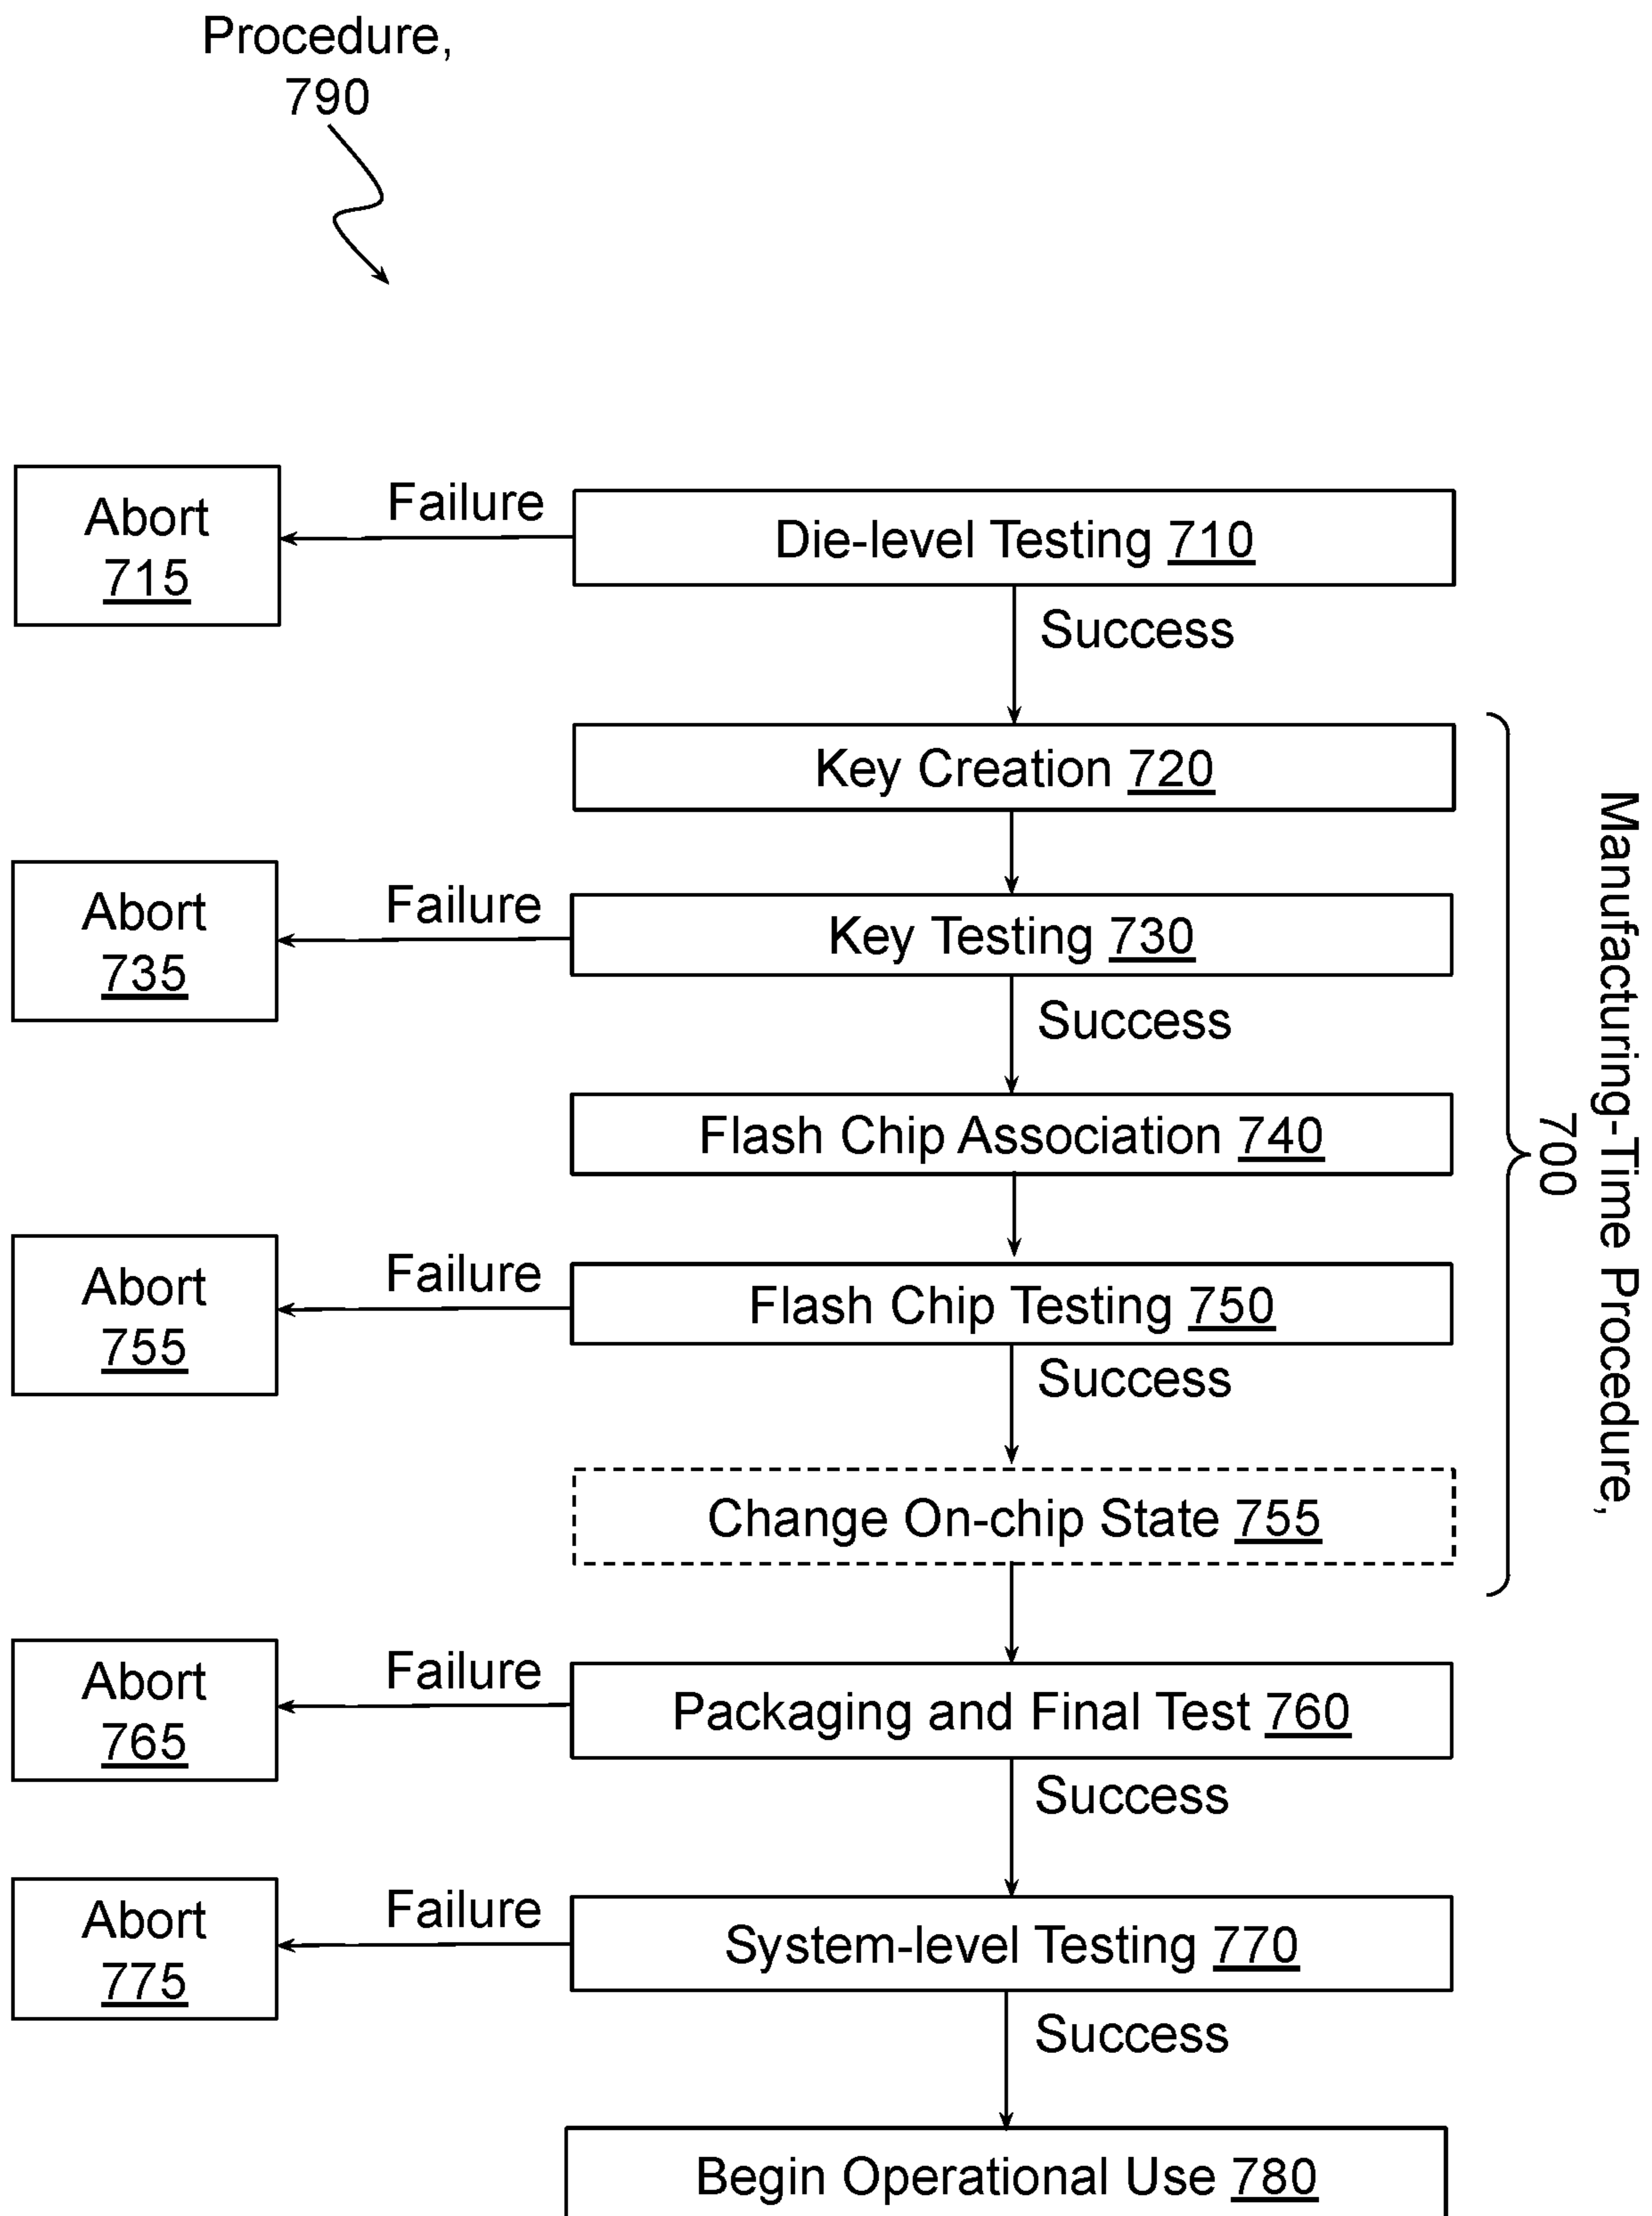 Procedure,
790
Abort
715
Failure
Die-level Testing 710
Success
Key Creation 720
Abort
735
Failure
Key Testing 730
Success
Flash Chip Association 740
Abort
755
Failure
Flash Chip Testing 750
Success
Change On-chip State 755
Manufacturing-Time Procedure,
700
Abort
765
Failure
Packaging and Final Test 760
Success
Abort
775
Failure
System-level Testing 770
Success
Begin Operational Use 780